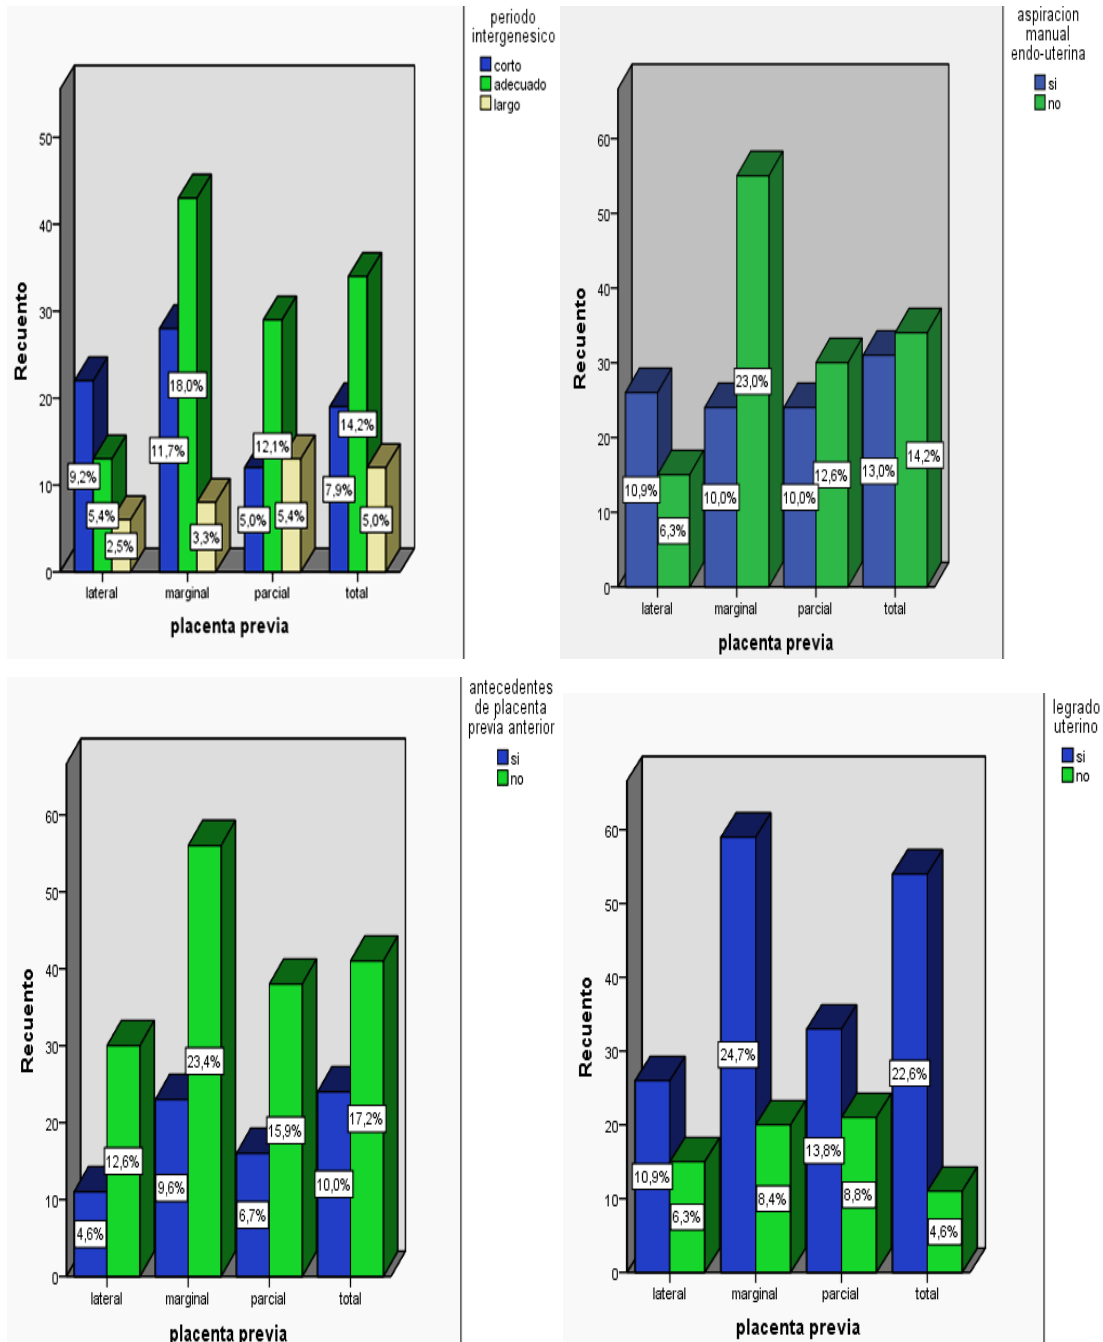 periodo
intergenesico
corto
adecuado
largo
50
40
30
20
10
0
Recuento
9,2%
5,4%
2,5%
11,7%
18,0%
3,3%
5,0%
12,1%
5,4%
7,9%
14,2%
5,0%
lateral marginal parcial total
placenta previa
aspiracion
manual
endo-uterina
si
no
60
50
40
30
20
10
0
Recuento
10,9%
6,3%
10,0%
23,0%
10,0%
12,6%
13,0%
14,2%
lateral marginal parcial total
placenta previa
antecedentes
de placenta
previa anterior
si
no
60
50
40
30
20
10
0
Recuento
4,6%
12,6%
9,6%
23,4%
6,7%
15,9%
10,0%
17,2%
lateral marginal parcial total
placenta previa
legrado
uterino
si
no
60
50
40
30
20
10
0
Recuento
10,9%
6,3%
24,7%
8,4%
13,8%
8,8%
22,6%
4,6%
lateral marginal parcial total
placenta previa